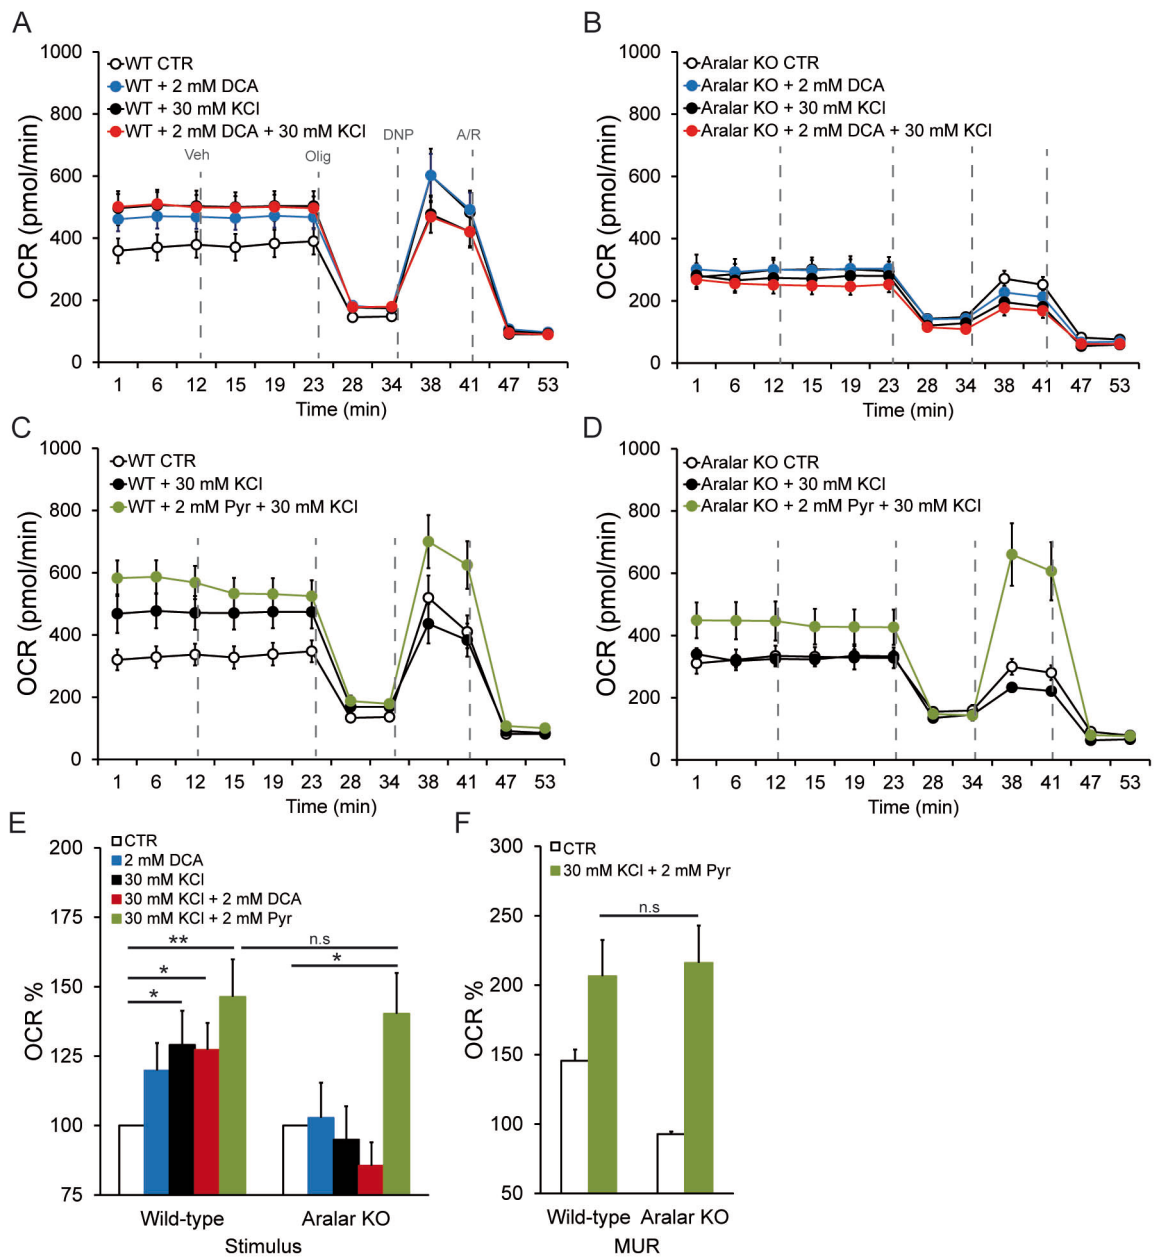 A
1000
800
600
400
200
0
OCR (pmol/min)
WT CTR
WT + 2 mM DCA
WT + 30 mM KCl
WT + 2 mM DCA + 30 mM KCl
Veh
Olig
DNP
A/R
1 6 12 15 19 23 28 34 38 41 47 53
Time (min)
B
1000
800
600
400
200
0
OCR (pmol/min)
Aralar KO CTR
Aralar KO + 2 mM DCA
Aralar KO + 30 mM KCl
Aralar KO + 2 mM DCA + 30 mM KCl
1 6 12 15 19 23 28 34 38 41 47 53
Time (min)
C
1000
800
600
400
200
0
OCR (pmol/min)
WT CTR
WT + 30 mM KCl
WT + 2 mM Pyr + 30 mM KCl
1 6 12 15 19 23 28 34 38 41 47 53
Time (min)
D
1000
800
600
400
200
0
OCR (pmol/min)
Aralar KO CTR
Aralar KO + 30 mM KCl
Aralar KO + 2 mM Pyr + 30 mM KCl
1 6 12 15 19 23 28 34 38 41 47 53
Time (min)
E
200
175
150
125
100
75
OCR %
CTR
2 mM DCA
30 mM KCl
30 mM KCl + 2 mM DCA
30 mM KCl + 2 mM Pyr
**
*
*
n.s
*
Wild-type Aralar KO
Stimulus
F
300
250
200
150
100
50
OCR %
CTR
30 mM KCl + 2 mM Pyr
n.s
Wild-type Aralar KO
MUR